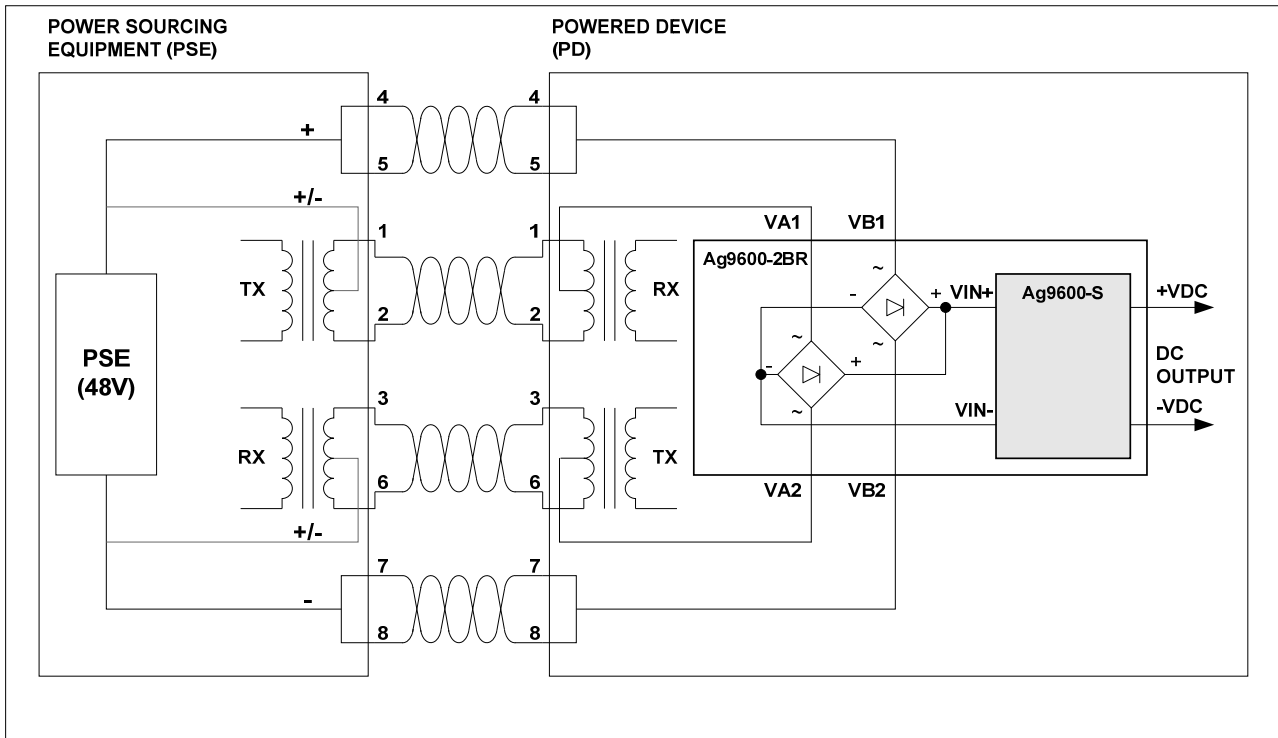 POWER SOURCING
EQUIPMENT (PSE)
POWERED DEVICE
(PD)
4
4
+
5
5
+/-
1
1
VA1
VB1
Ag9600-2BR
~
TX
RX
-
+
VIN+
Ag9600-S
+VDC
2
2
~
~
PSE
(48V)
-
+
DC
OUTPUT
~
3
3
VIN-
-VDC
RX
TX
6
6
VA2
VB2
+/-
7
7
-
8
8